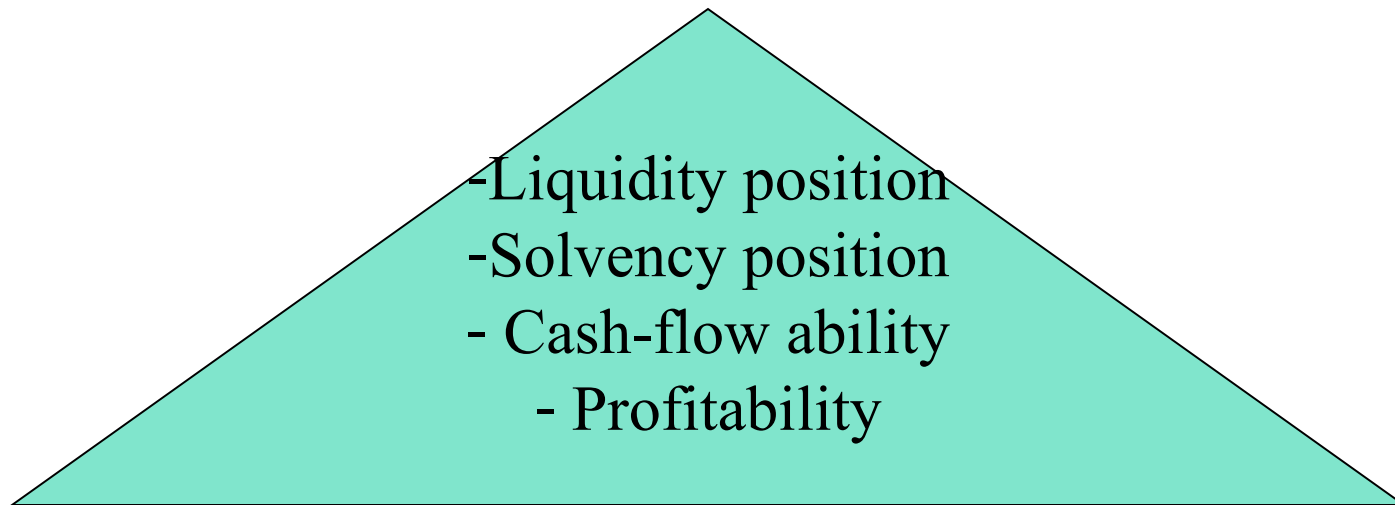 -Liquidity position
-Solvency position
- Cash-flow ability
- Profitability